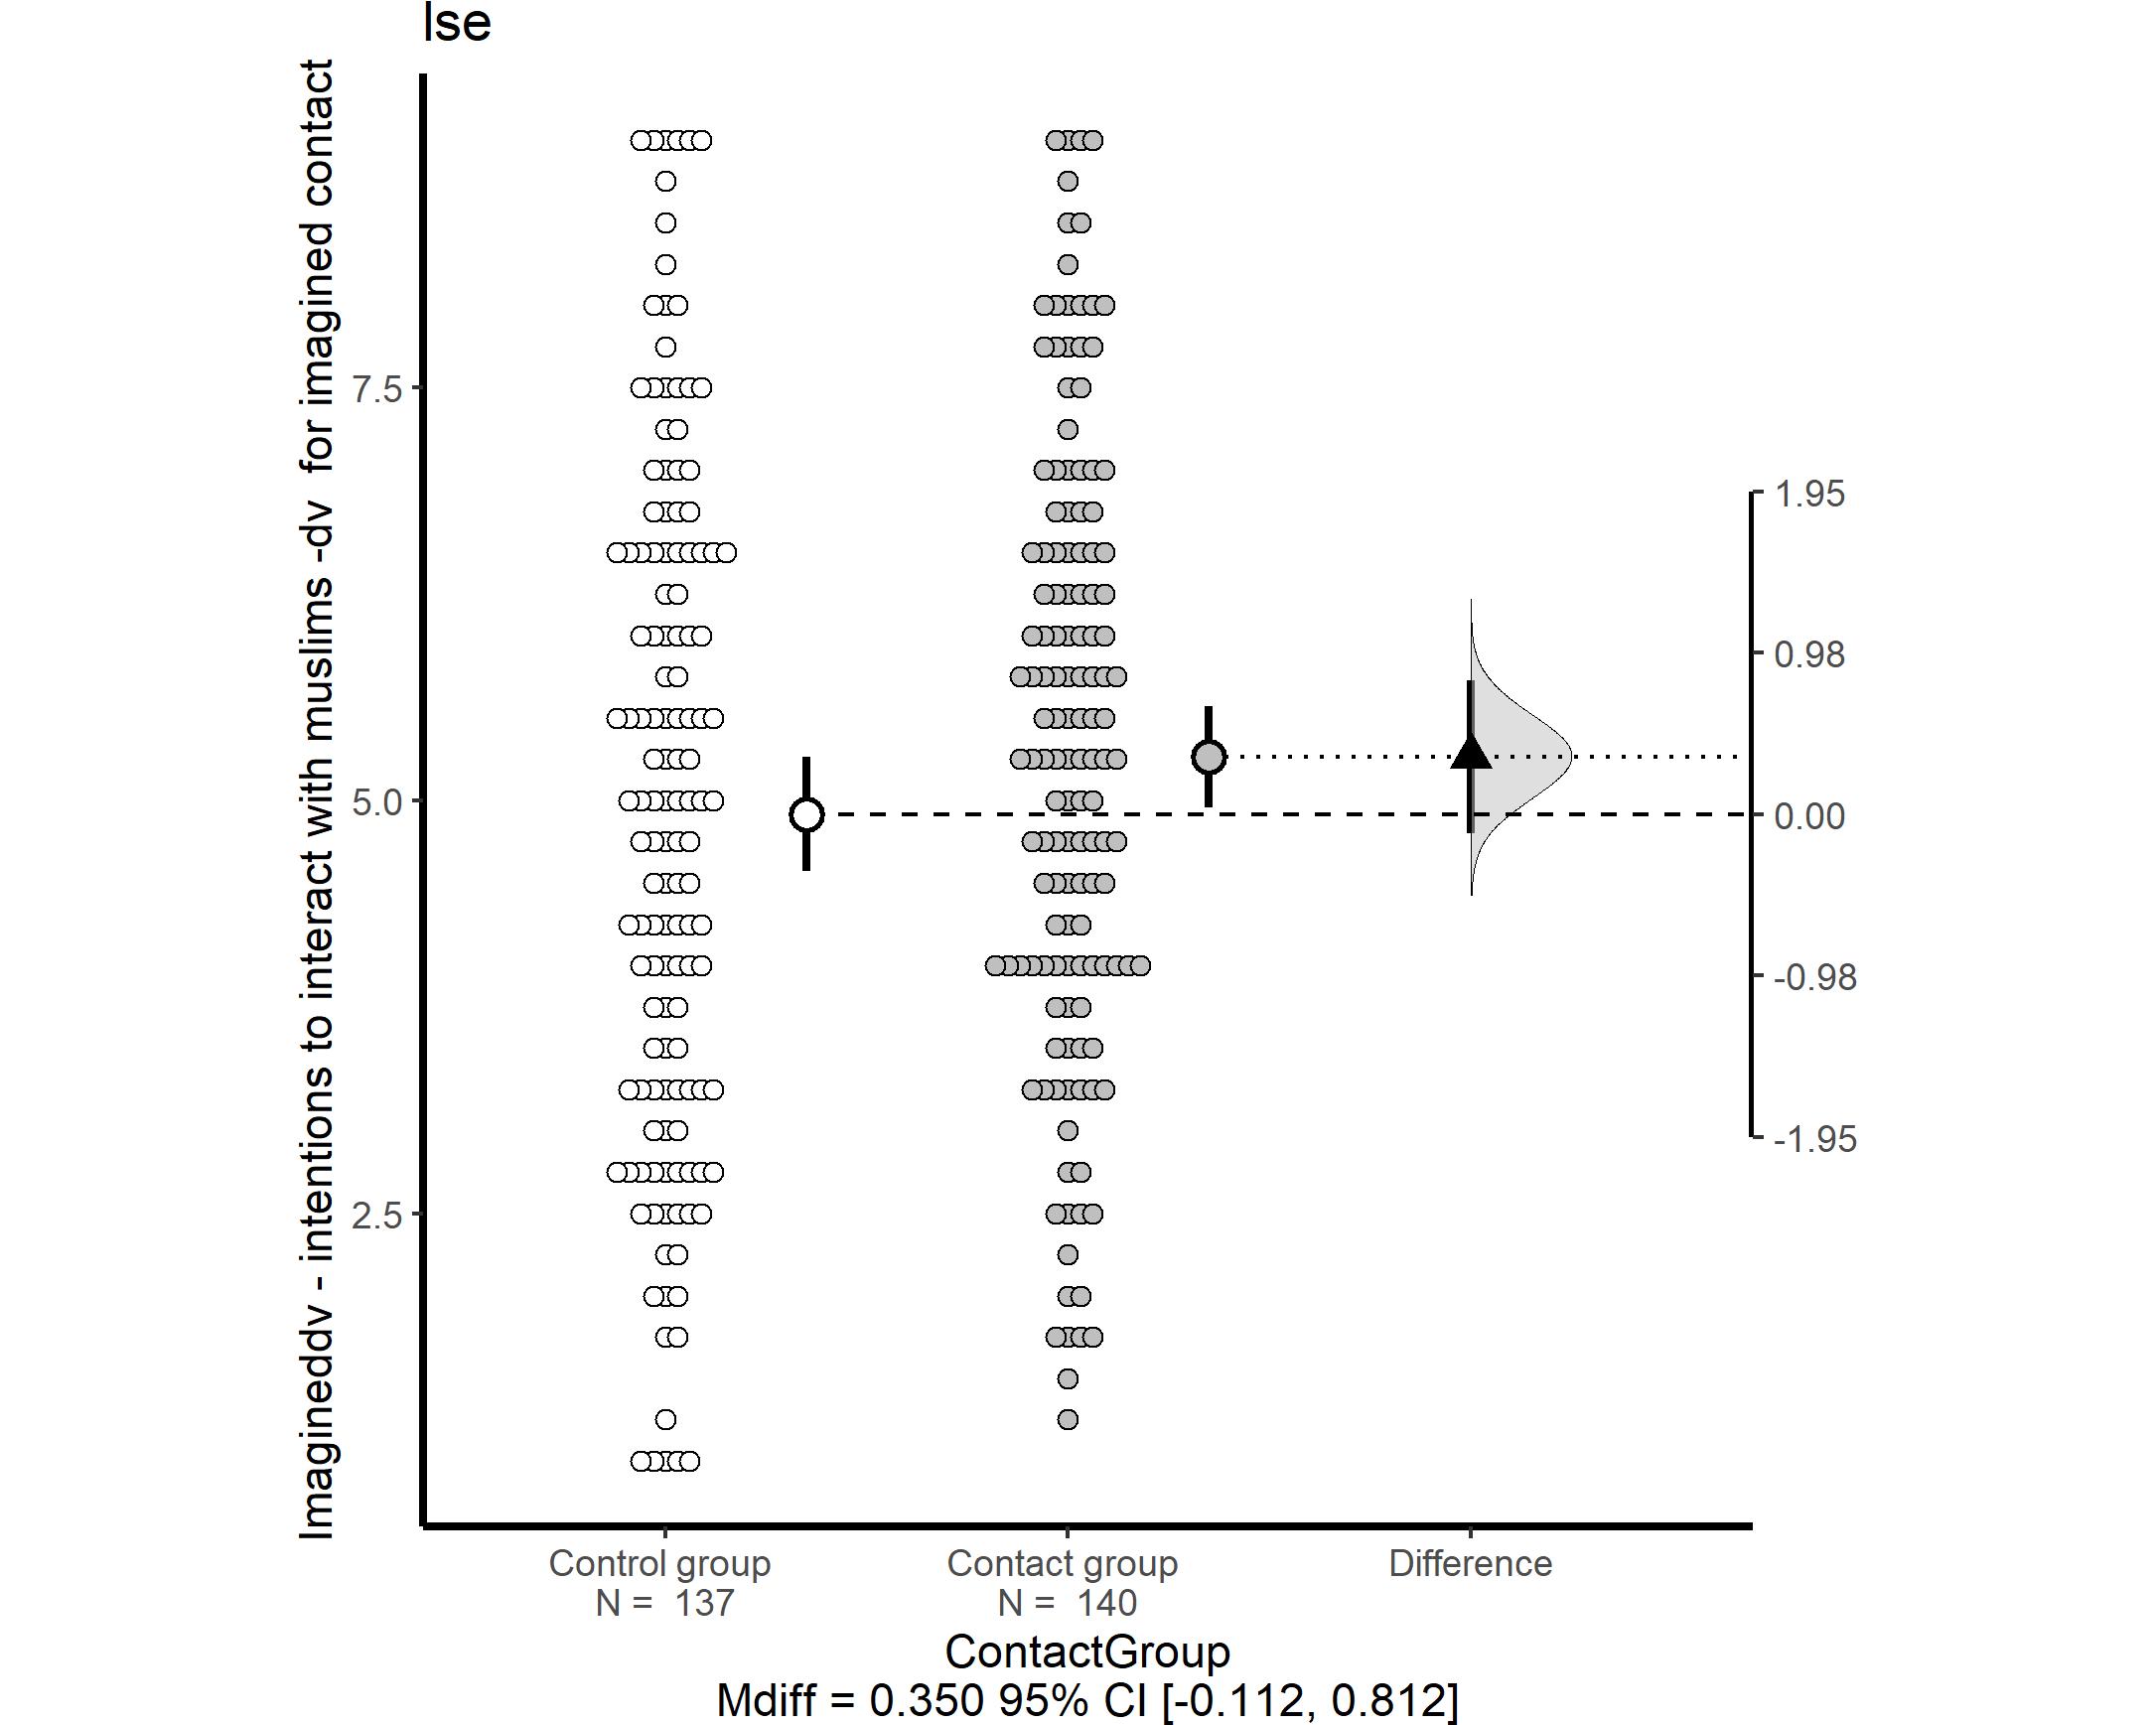 lse
Imagineddv - intentions to interact with muslims -dv  for imagined contact
7.5
5.0
2.5
1.95
0.98
0.00
-0.98
-1.95
Control group
N =  137
Contact group
N =  140
Difference
ContactGroup
Mdiff = 0.350 95% CI [-0.112, 0.812]